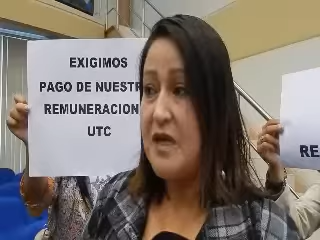 EXIGIMOS
PAGO DE NUESTR
REMUNERACION
UTC
RE